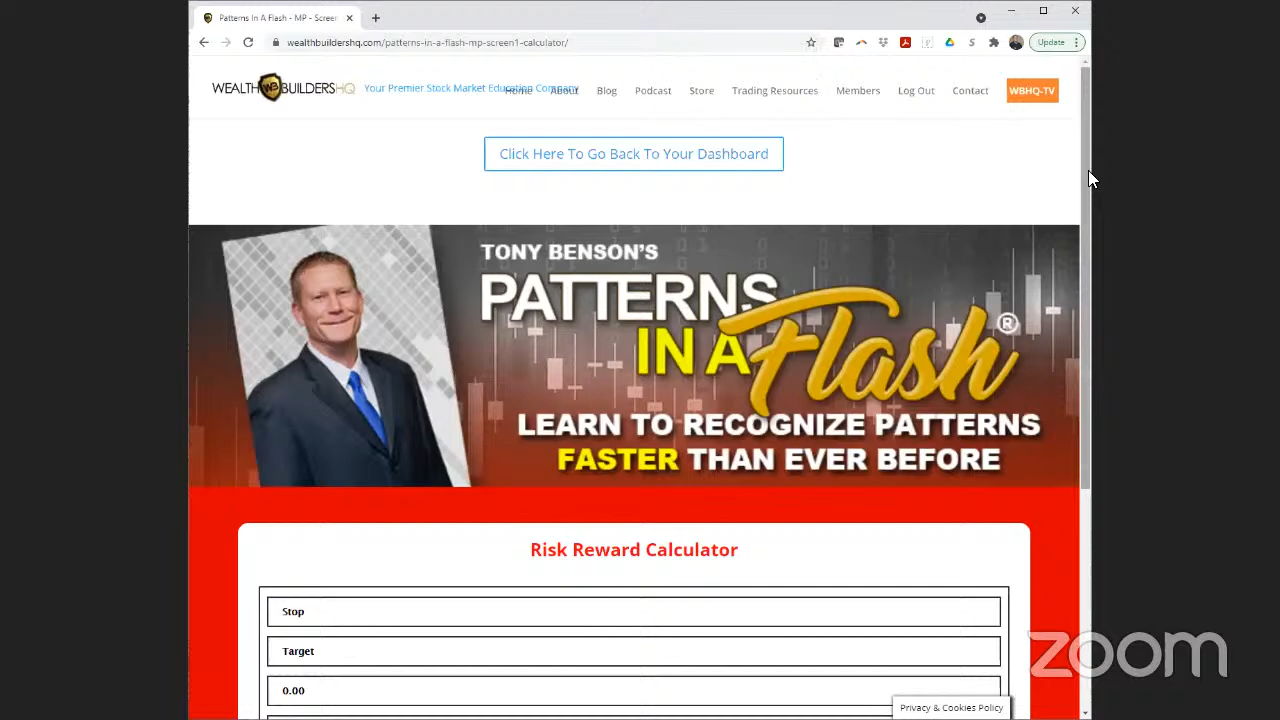 Patterns In A Flash - MP - Screen
wealthbuildershq.com/patterns-in-a-flash-mp-screen1-calculator/
Update
WEALTH WB BUILDERSHQ
Your Premier Stock Market Education Company
Home About Blog Podcast Store Trading Resources Members Log Out Contact WBHQ-TV
Click Here To Go Back To Your Dashboard
TONY BENSON'S
PATTERNS
IN A Flash ®
LEARN TO RECOGNIZE PATTERNS
FASTER THAN EVER BEFORE
Risk Reward Calculator
Stop
Target
0.00
Privacy & Cookies Policy
zoom